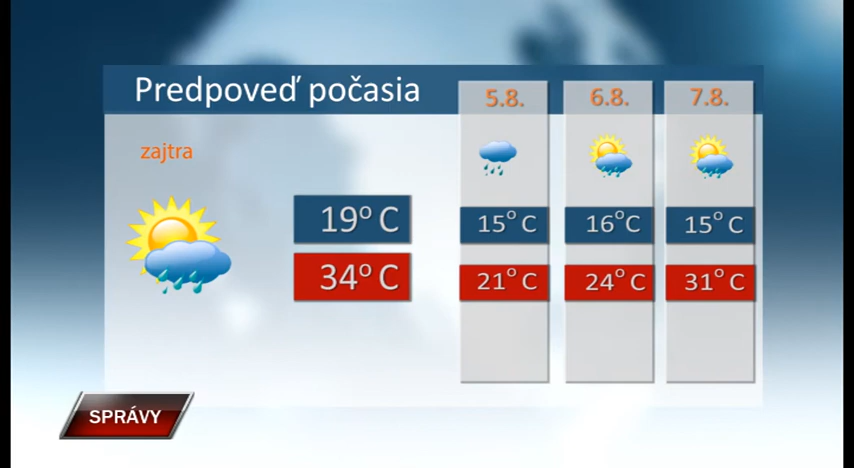 Predpoveď počasia
5.8.
6.8.
7.8.
zajtra
19° C
34° C
15° C
16°C
15° C
21° C
24° C
31° C
SPRÁVY